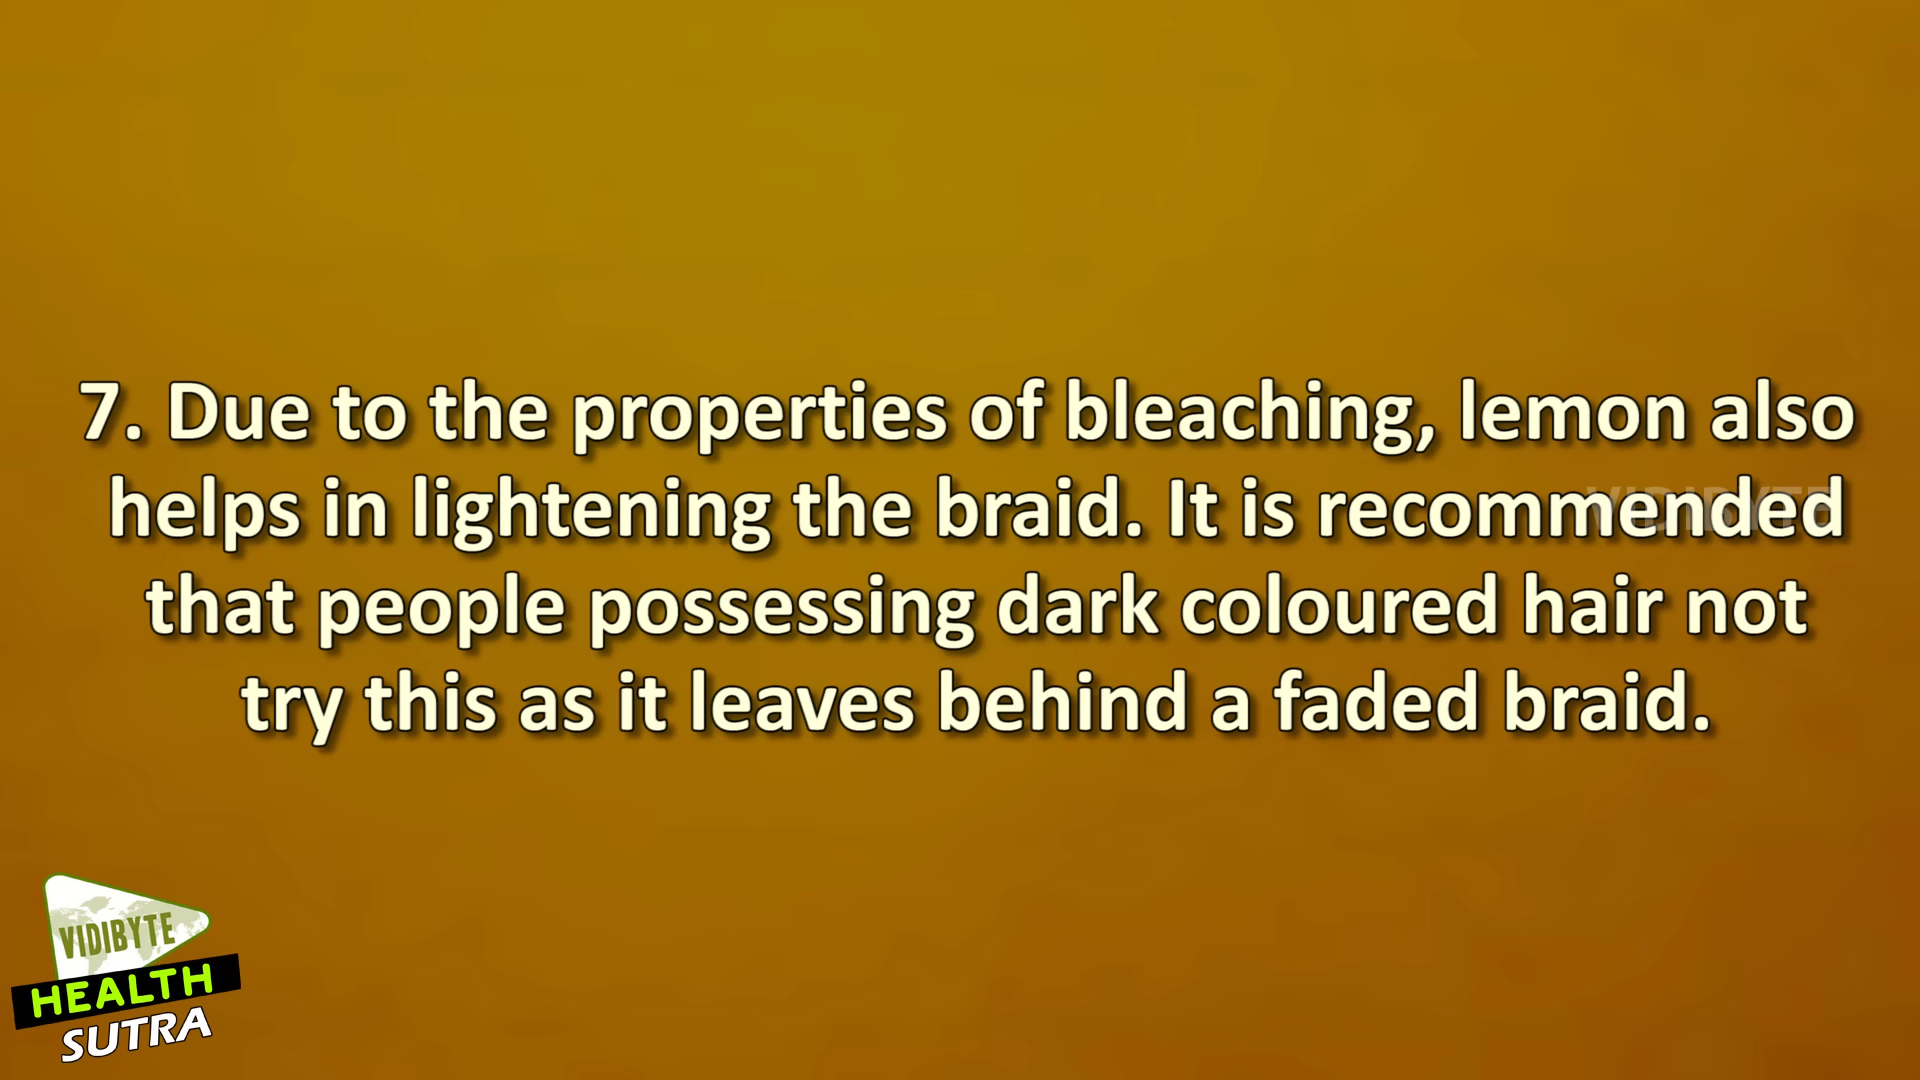 7. Due to the properties of bleaching, lemon also
helps in lightening the braid. It is recommended
that people possessing dark coloured hair not
try this as it leaves behind a faded braid.
VIDIBYTE
VIDIBYTE
HEALTH
SUTRA